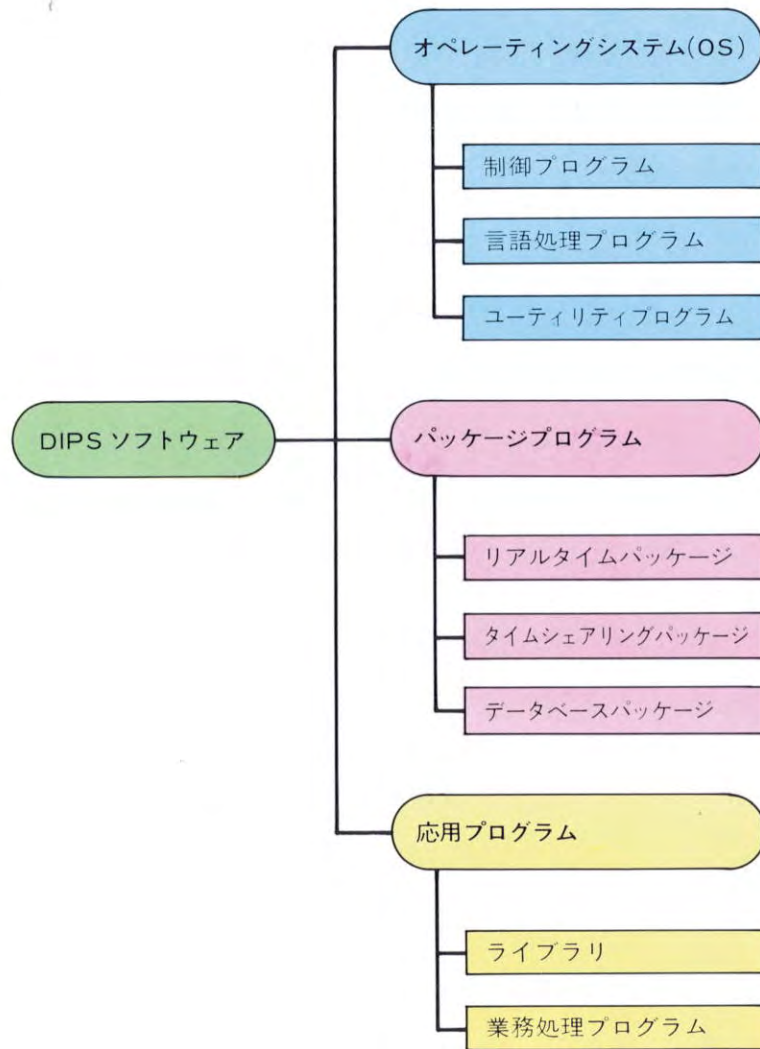 オペレーティングシステム(OS)
制御プログラム
言語処理プログラム
ユーティリティプログラム
DIPS ソフトウェア
パッケージプログラム
リアルタイムパッケージ
タイムシェアリングパッケージ
データベースパッケージ
応用プログラム
ライブラリ
業務処理プログラム